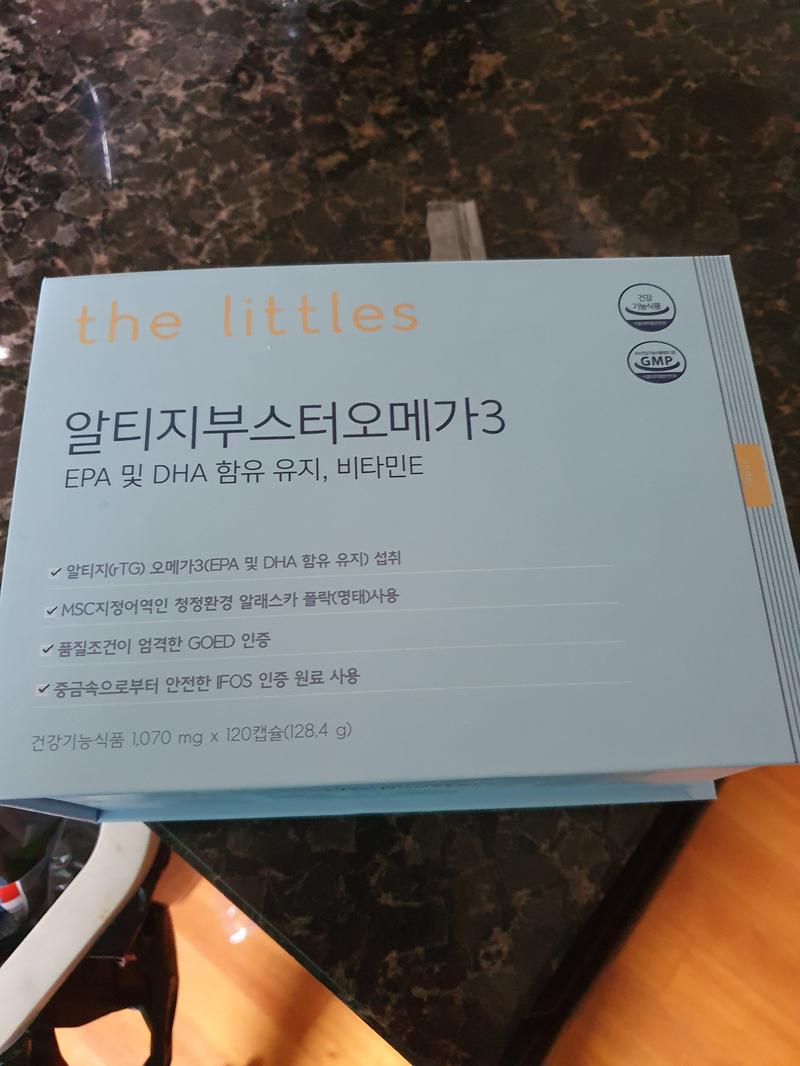 the littles
건강
기능식품
GMP
알티지부스터오메가3
EPA 및 DHA 함유 유지, 비타민E
알티지(rTG) 오메가3(EPA 및 DHA 함유 유지) 섭취
MSC지정어역인 청정환경 알래스카 폴락(명태)사용
품질조건이 엄격한 GOED 인증
중금속으로부터 안전한 IFOS 인증 원료 사용
건강기능식품 1,070 mg x 120캡슐(128.4 g)